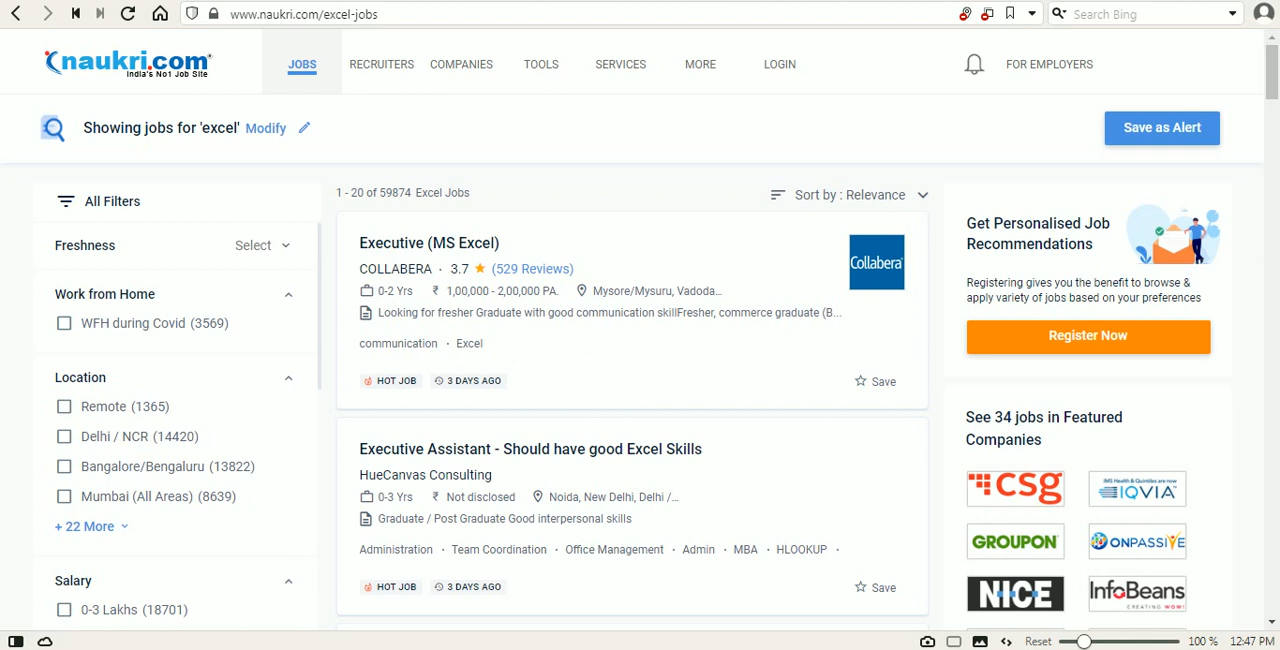 www.naukri.com/excel-jobs
Search Bing
naukri.com
India's No1 Job Site
JOBS RECRUITERS COMPANIES TOOLS SERVICES MORE LOGIN FOR EMPLOYERS
Showing jobs for 'excel' Modify
Save as Alert
All Filters
Freshness Select
Work from Home
WFH during Covid (3569)
Location
Remote (1365)
Delhi / NCR (14420)
Bangalore/Bengaluru (13822)
Mumbai (All Areas) (8639)
+ 22 More
Salary
0-3 Lakhs (18701)
1 - 20 of 59874 Excel Jobs
Sort by : Relevance
Executive (MS Excel)
COLLABERA · 3.7 (529 Reviews)
0-2 Yrs ₹ 1,00,000 - 2,00,000 PA. Mysore/Mysuru, Vadoda...
Looking for fresher Graduate with good communication skillFresher, commerce graduate (B...
communication · Excel
HOT JOB 3 DAYS AGO
Save
Collabera
Executive Assistant - Should have good Excel Skills
HueCanvas Consulting
0-3 Yrs ₹ Not disclosed Noida, New Delhi, Delhi /...
Graduate / Post Graduate Good interpersonal skills
Administration · Team Coordination · Office Management · Admin · MBA · HLOOKUP ·
HOT JOB 3 DAYS AGO
Save
Get Personalised Job
Recommendations
Registering gives you the benefit to browse &
apply variety of jobs based on your preferences
Register Now
See 34 jobs in Featured
Companies
CSG
IMS Health & Quintiles are now
IQVIA
GROUPON
ONPASSIVE
NICE
InfoBeans
CREATING WOW!
Reset 100 % 12:47 PM